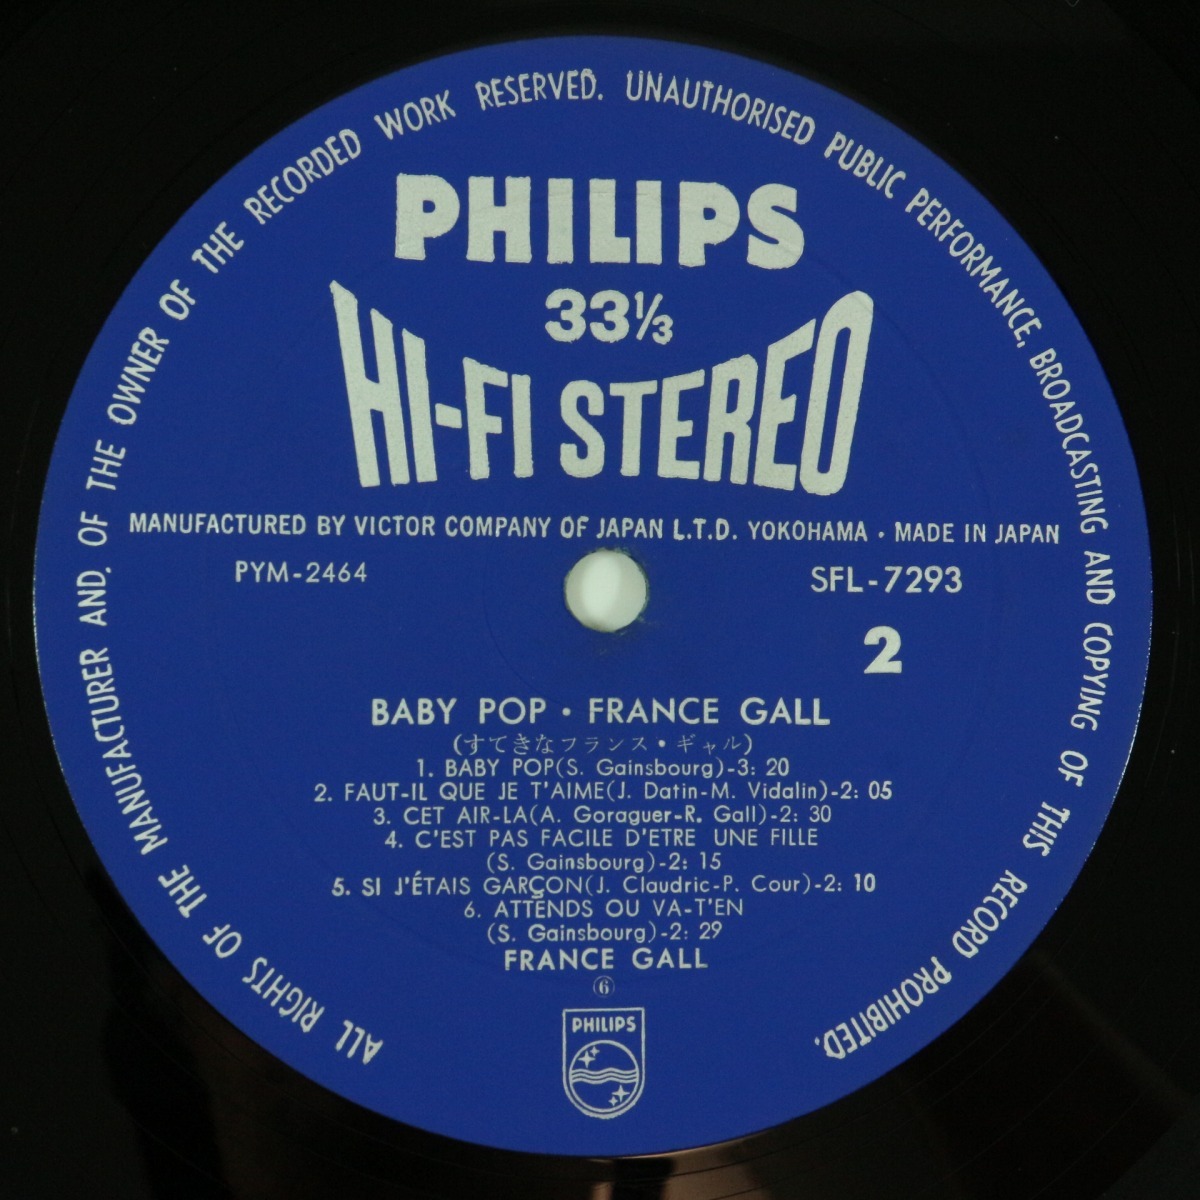 ALL RIGHTS OF THE MANUFACTURER AND, OF THE OWNER OF THE RECORDED WORK RESERVED. UNAUTHORISED PUBLIC PERFORMANCE, BROADCASTING AND COPYING OF THIS RECORD PROHIBITED.
PHILIPS
33⅓
HI-FI STEREO
MANUFACTURED BY VICTOR COMPANY OF JAPAN L.T.D. YOKOHAMA • MADE IN JAPAN
PYM-2464
SFL-7293
2
BABY POP • FRANCE GALL
(すてきなフランス・ギャル)
1. BABY POP(S. Gainsbourg)-3: 20
2. FAUT-IL QUE JE T'AIME(J. Datin-M. Vidalin)-2: 05
3. CET AIR-LA(A. Goraguer-R. Gall)-2: 30
4. C'EST PAS FACILE D'ETRE UNE FILLE
(S. Gainsbourg)-2: 15
5. SI J'ÉTAIS GARÇON(J. Claudric-P. Cour)-2: 10
6. ATTENDS OU VA-T'EN
(S. Gainsbourg)-2: 29
FRANCE GALL
⑥
PHILIPS